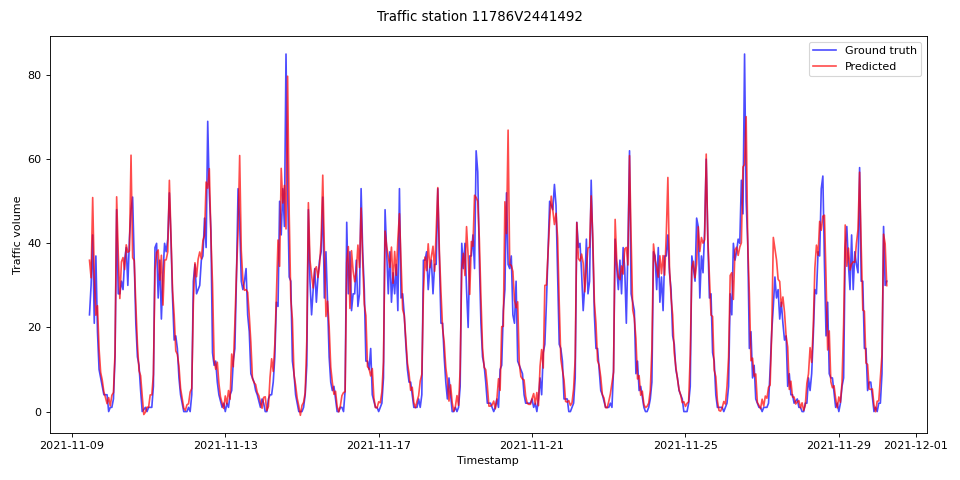 Traffic station 11786V2441492
Ground truth
Predicted
Traffic volume
80
60
40
20
0
2021-11-09
2021-11-13
2021-11-17
2021-11-21
2021-11-25
2021-11-29
2021-12-01
Timestamp